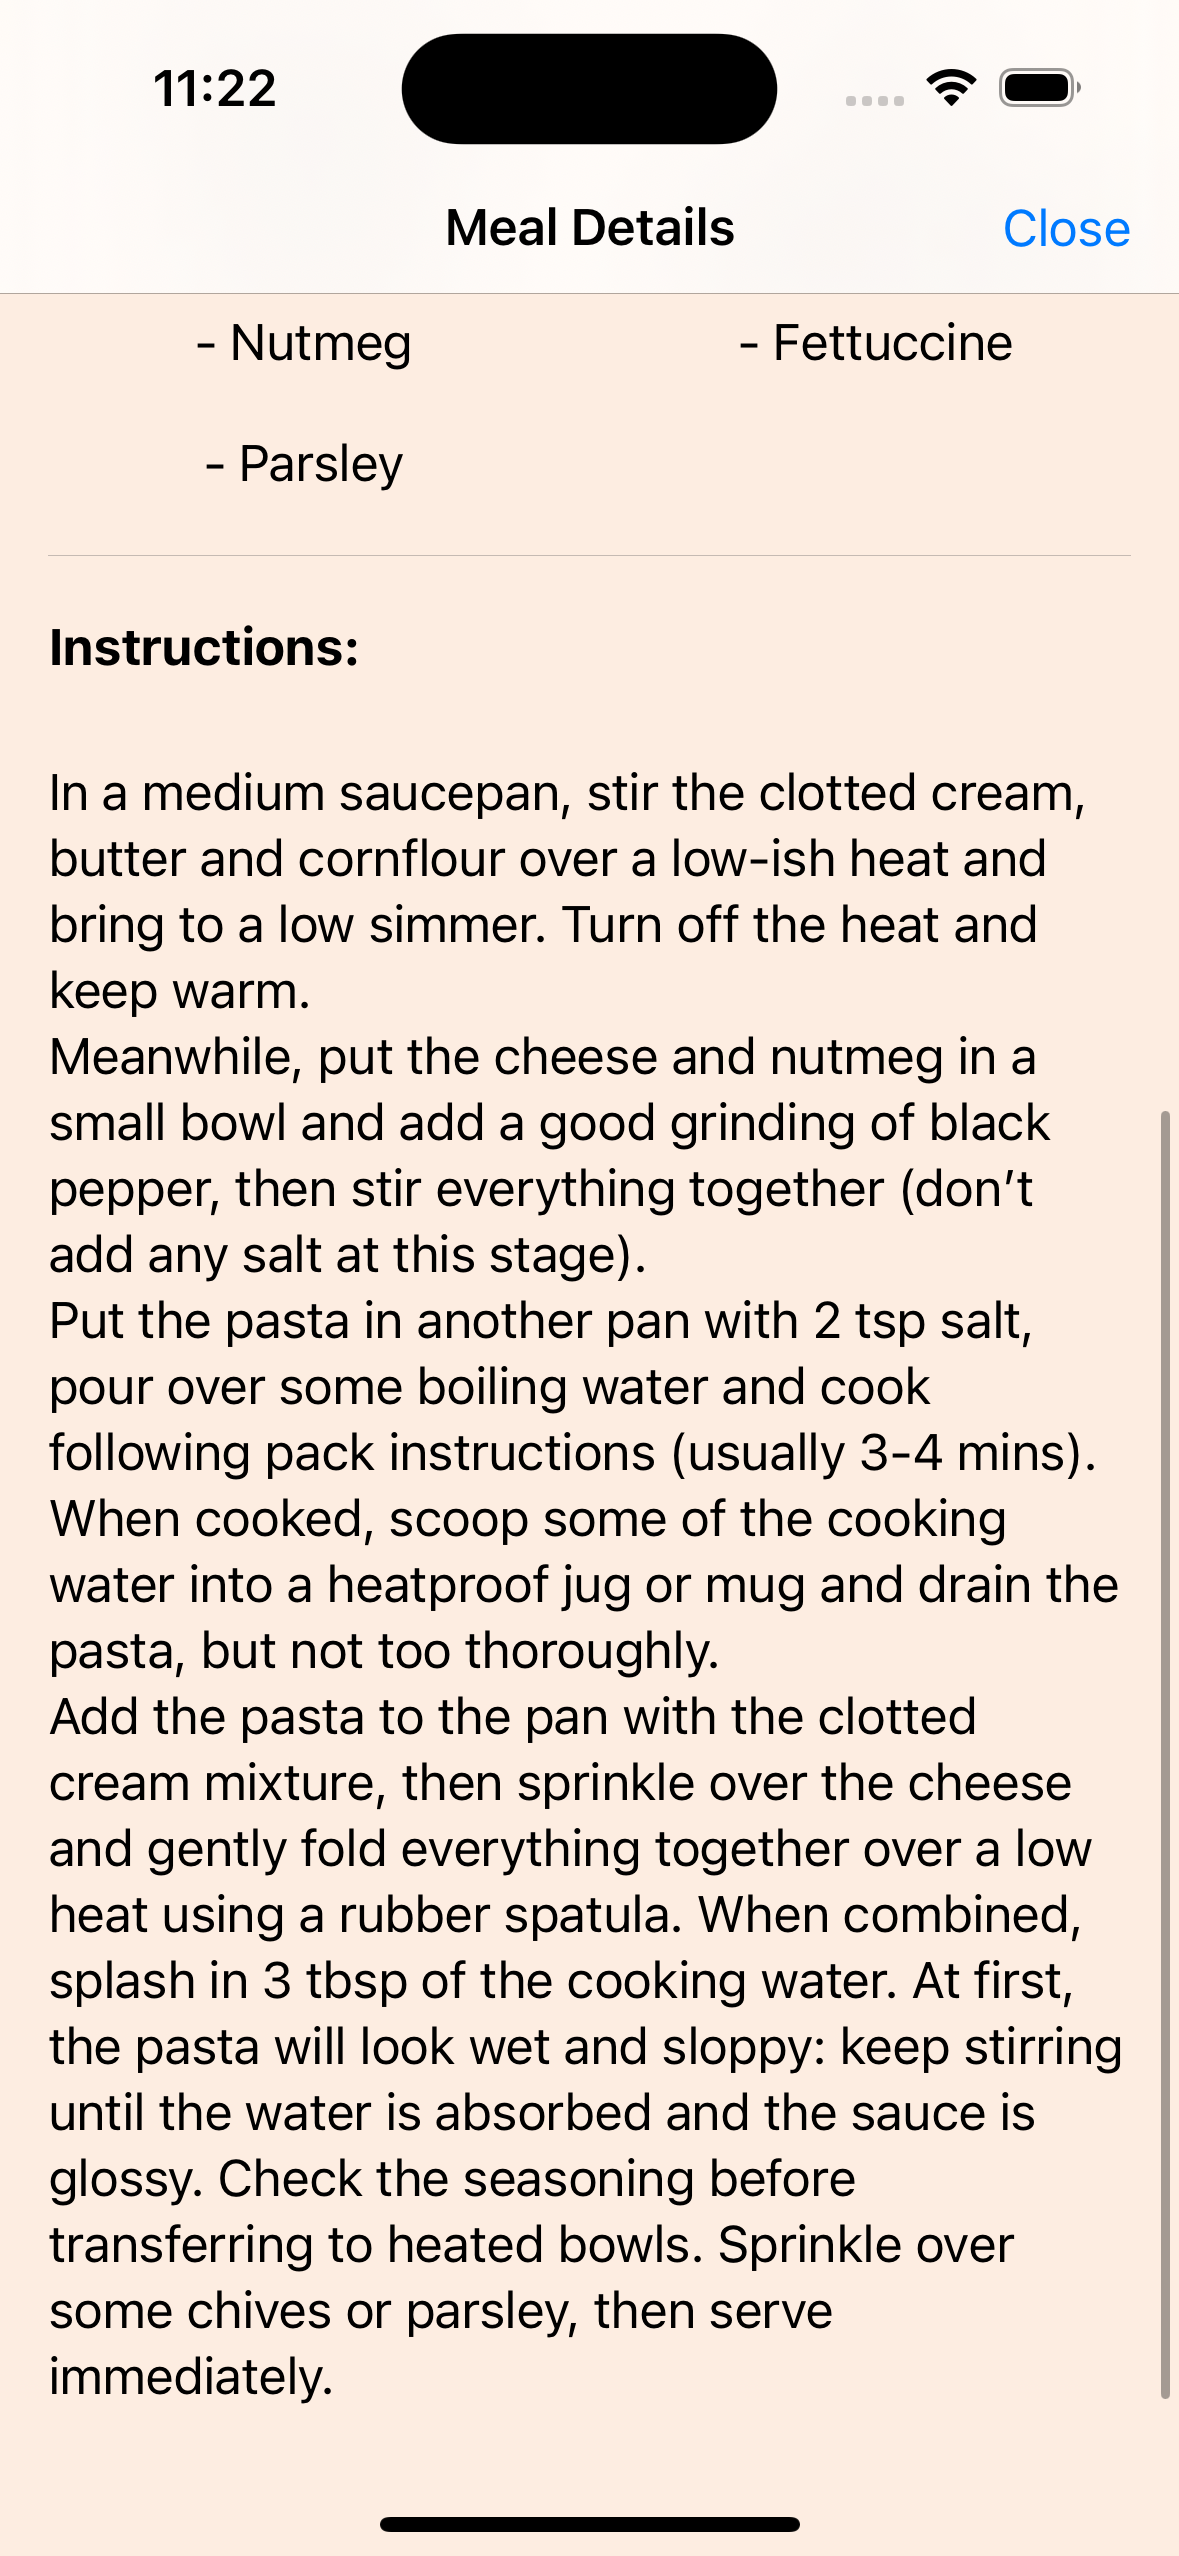 11:22
Meal Details
Close
- Nutmeg
- Fettuccine
- Parsley
Instructions:
In a medium saucepan, stir the clotted cream,
butter and cornflour over a low-ish heat and
bring to a low simmer. Turn off the heat and
keep warm.
Meanwhile, put the cheese and nutmeg in a
small bowl and add a good grinding of black
pepper, then stir everything together (don’t
add any salt at this stage).
Put the pasta in another pan with 2 tsp salt,
pour over some boiling water and cook
following pack instructions (usually 3-4 mins).
When cooked, scoop some of the cooking
water into a heatproof jug or mug and drain the
pasta, but not too thoroughly.
Add the pasta to the pan with the clotted
cream mixture, then sprinkle over the cheese
and gently fold everything together over a low
heat using a rubber spatula. When combined,
splash in 3 tbsp of the cooking water. At first,
the pasta will look wet and sloppy: keep stirring
until the water is absorbed and the sauce is
glossy. Check the seasoning before
transferring to heated bowls. Sprinkle over
some chives or parsley, then serve
immediately.